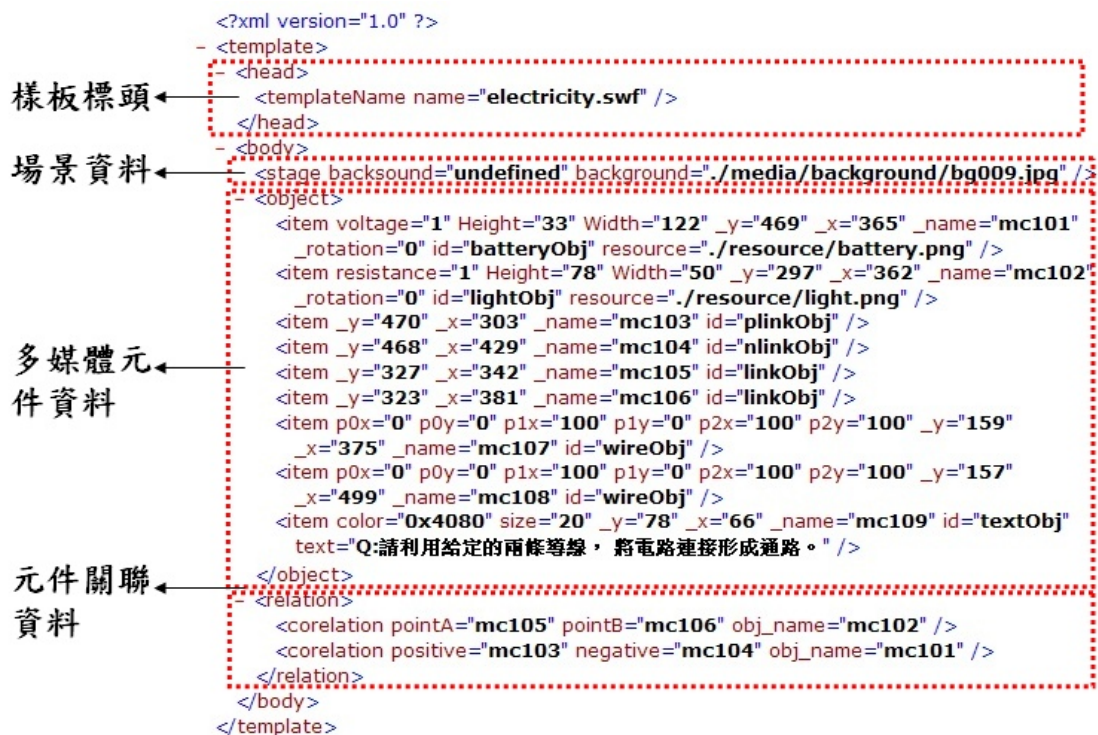 <?xml version="1.0" ?>
- <template>
- <head>
樣板標頭
<templateName name="electricity.swf" />
</head>
- <body>
場景資料
<stage backsound="undefined" background="./media/background/bg009.jpg" />
- <object>
<item voltage="1" Height="33" Width="122" _y="469" _x="365" _name="mc101"
_rotation="0" id="batteryObj" resource="./resource/battery.png" />
<item resistance="1" Height="78" Width="50" _y="297" _x="362" _name="mc102"
_rotation="0" id="lightObj" resource="./resource/light.png" />
<item _y="470" _x="303" _name="mc103" id="plinkObj" />
<item _y="468" _x="429" _name="mc104" id="nlinkObj" />
多媒體元
件資料
<item _y="327" _x="342" _name="mc105" id="linkObj" />
<item _y="323" _x="381" _name="mc106" id="linkObj" />
<item p0x="0" p0y="0" p1x="100" p1y="0" p2x="100" p2y="100" _y="159"
_x="375" _name="mc107" id="wireObj" />
<item p0x="0" p0y="0" p1x="100" p1y="0" p2x="100" p2y="100" _y="157"
_x="499" _name="mc108" id="wireObj" />
<item color="0x4080" size="20" _y="78" _x="66" _name="mc109" id="textObj"
text="Q:請利用給定的兩條導線， 將電路連接形成通路。" />
</object>
元件關聯
資料
- <relation>
<corelation pointA="mc105" pointB="mc106" obj_name="mc102" />
<corelation positive="mc103" negative="mc104" obj_name="mc101" />
</relation>
</body>
</template>